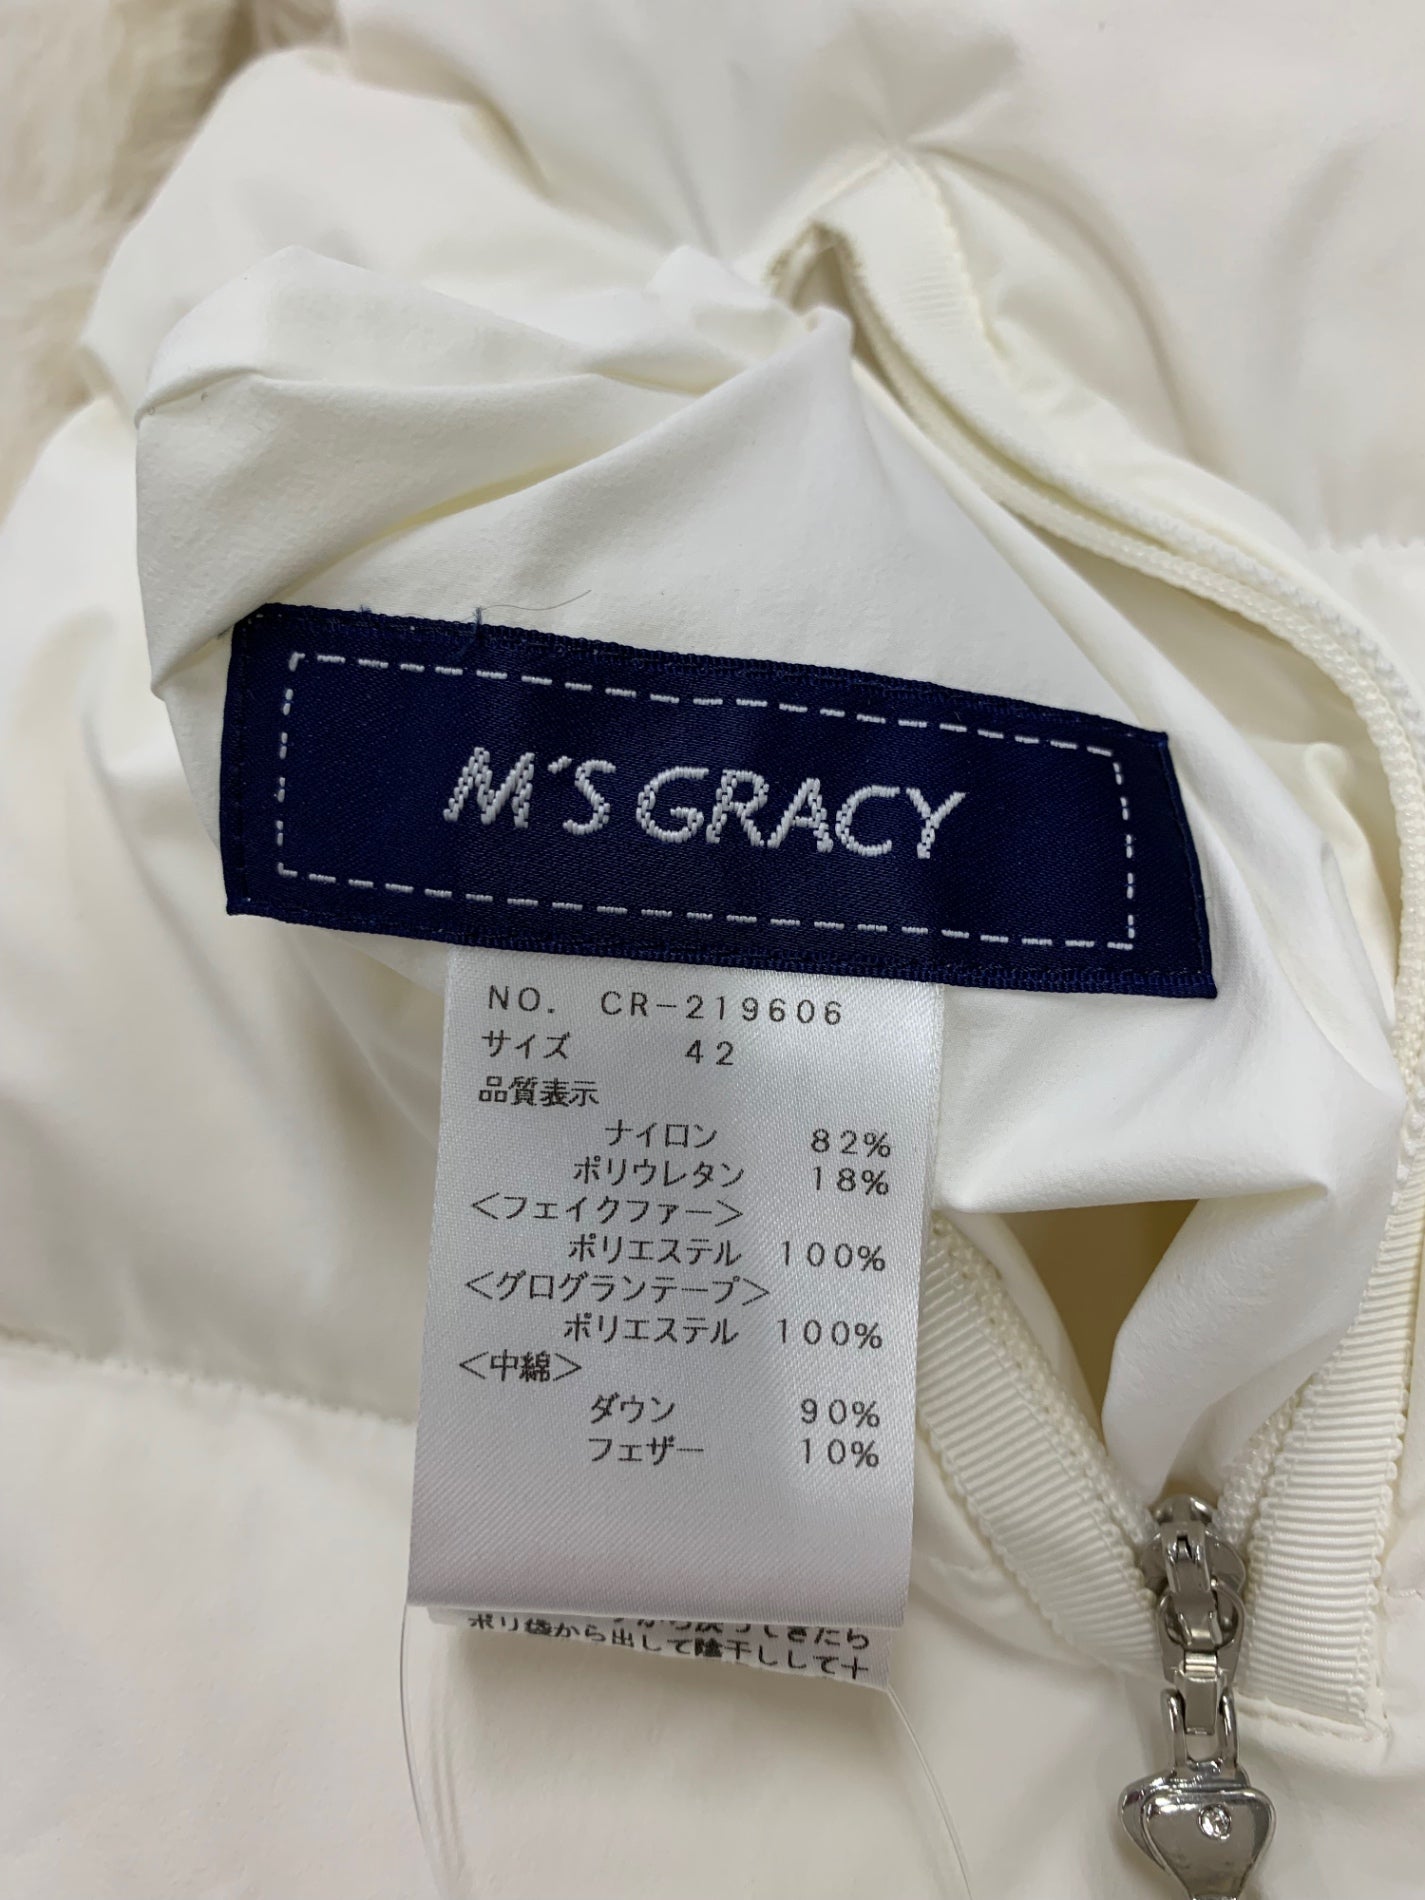 M'S GRACY
NO. CR-219606
サイズ 42
品質表示
ナイロン 82%
ポリウレタン 18%
<フェイクファー>
ポリエステル 100%
<グログランテープ>
ポリエステル 100%
<中綿>
ダウン 90%
フェザー 10%
ポリ袋から出して陰干しして十